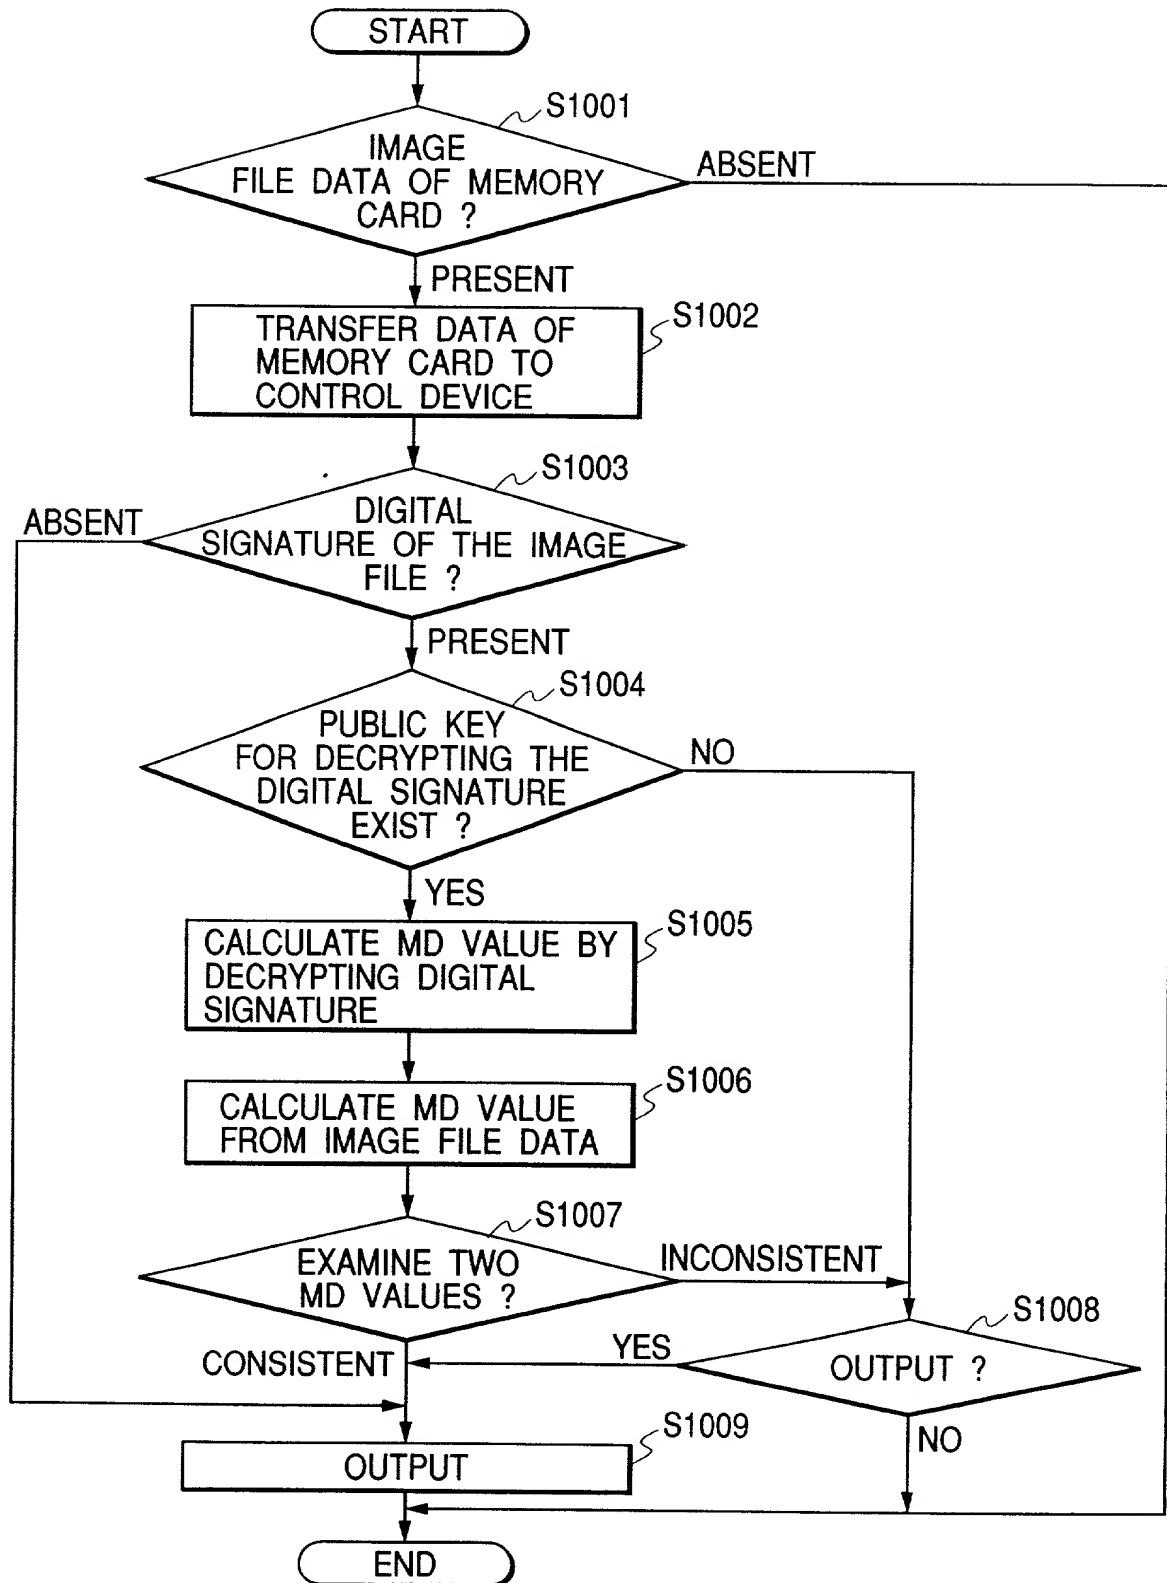 START
S1001
IMAGE
FILE DATA OF MEMORY
CARD ?
ABSENT
PRESENT
S1002
TRANSFER DATA OF
MEMORY CARD TO
CONTROL DEVICE
S1003
ABSENT
DIGITAL
SIGNATURE OF THE IMAGE
FILE ?
PRESENT
S1004
PUBLIC KEY
FOR DECRYPTING THE
DIGITAL SIGNATURE
EXIST ?
NO
YES
S1005
CALCULATE MD VALUE BY
DECRYPTING DIGITAL
SIGNATURE
S1006
CALCULATE MD VALUE
FROM IMAGE FILE DATA
S1007
EXAMINE TWO
MD VALUES ?
INCONSISTENT
S1008
CONSISTENT
YES
OUTPUT ?
NO
S1009
OUTPUT
END